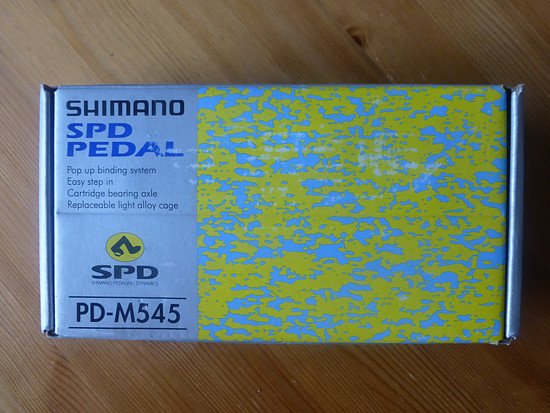 SHIMANO
SPD
PEDAL
Pop up binding system
Easy step in
Cartridge bearing axle
Replaceable light alloy cage
SPD
SHIMANO PEDALING DYNAMICS
PD-M545